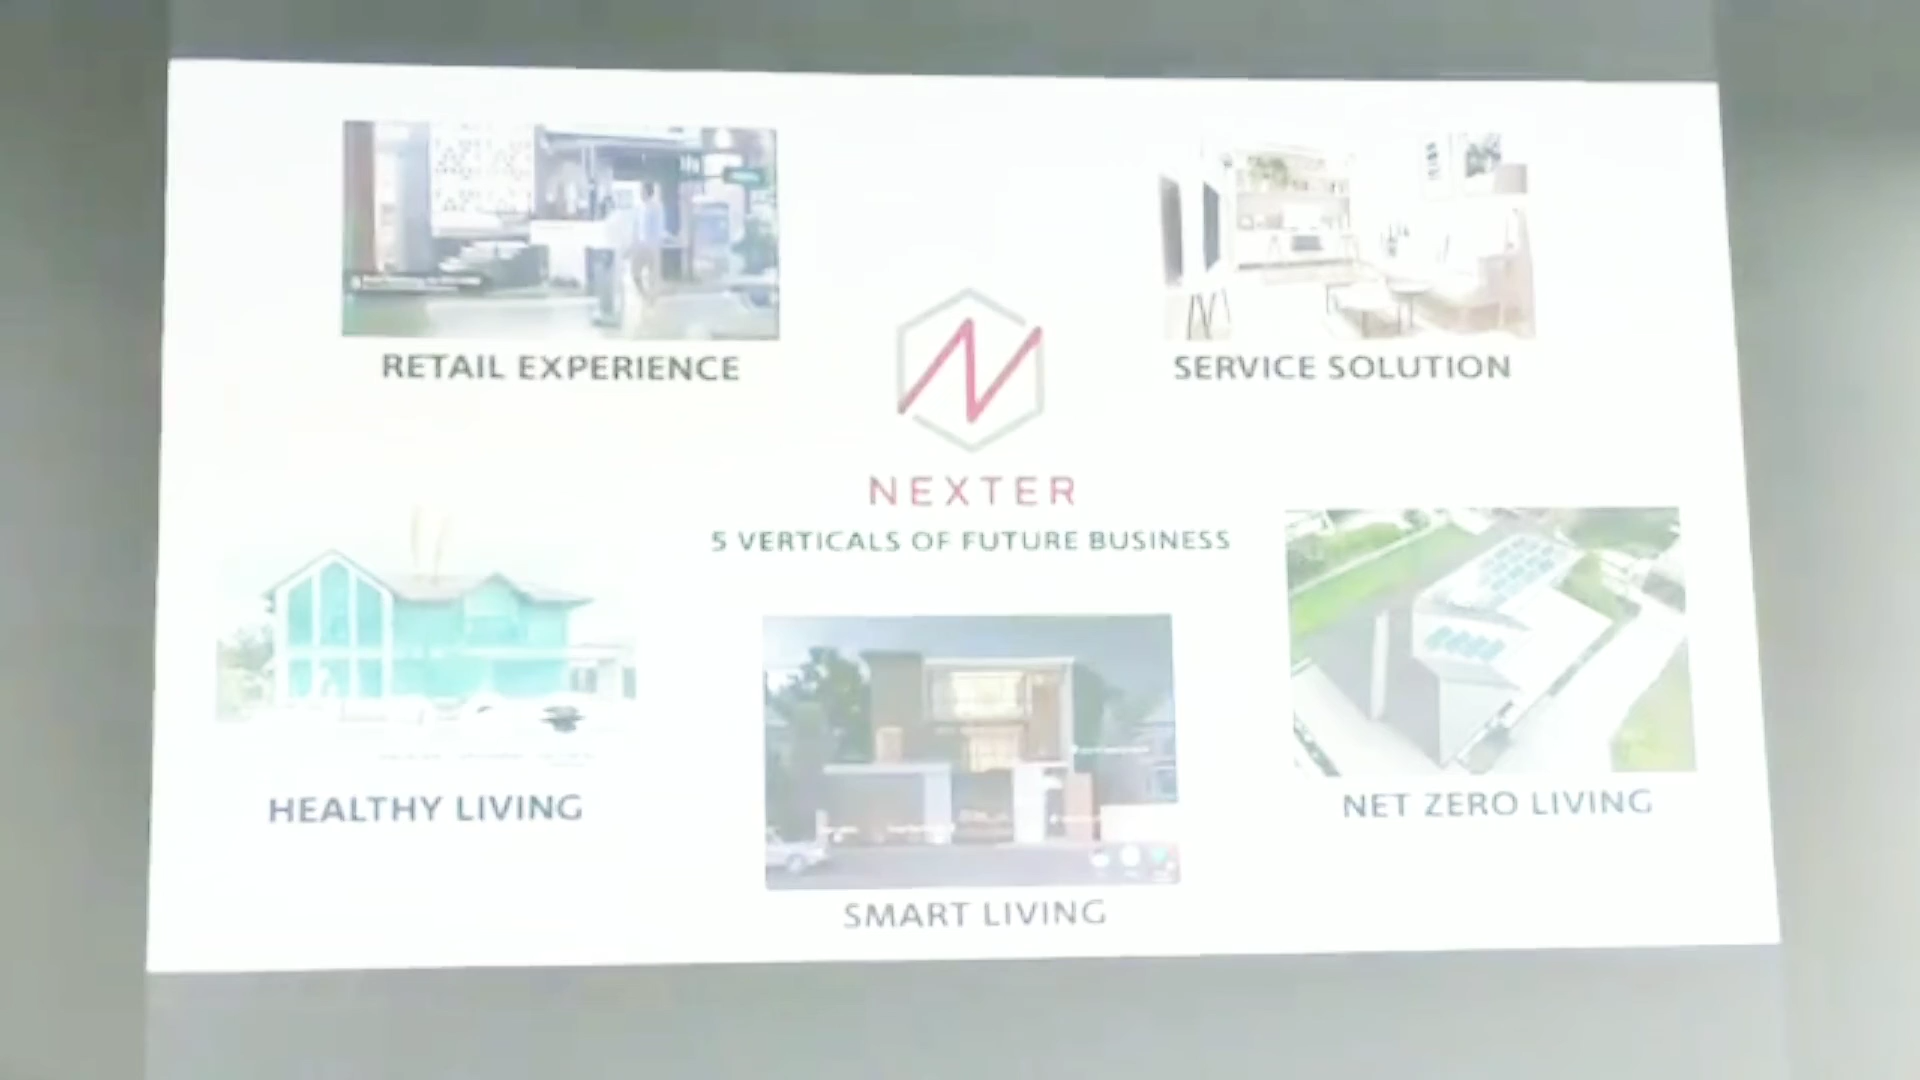 RETAIL EXPERIENCE
SERVICE SOLUTION
NEXTER
5 VERTICALS OF FUTURE BUSINESS
HEALTHY LIVING
SMART LIVING
NET ZERO LIVING